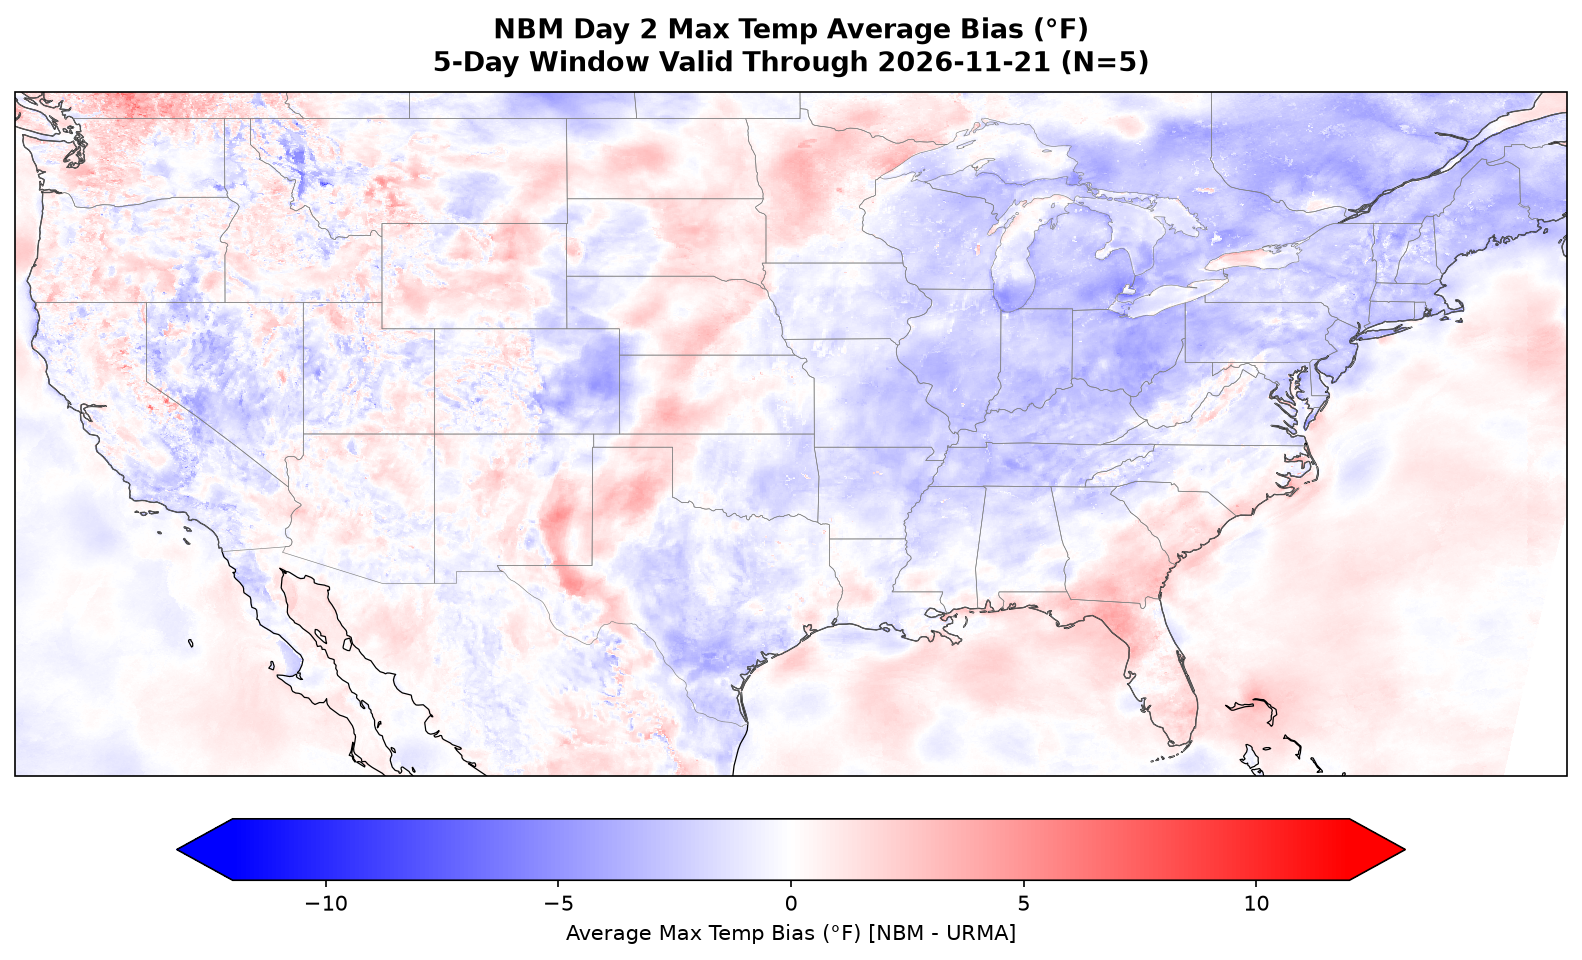 NBM Day 2 Max Temp Average Bias (°F)
5-Day Window Valid Through 2026-11-21 (N=5)
−10
−5
0
5
10
Average Max Temp Bias (°F) [NBM - URMA]